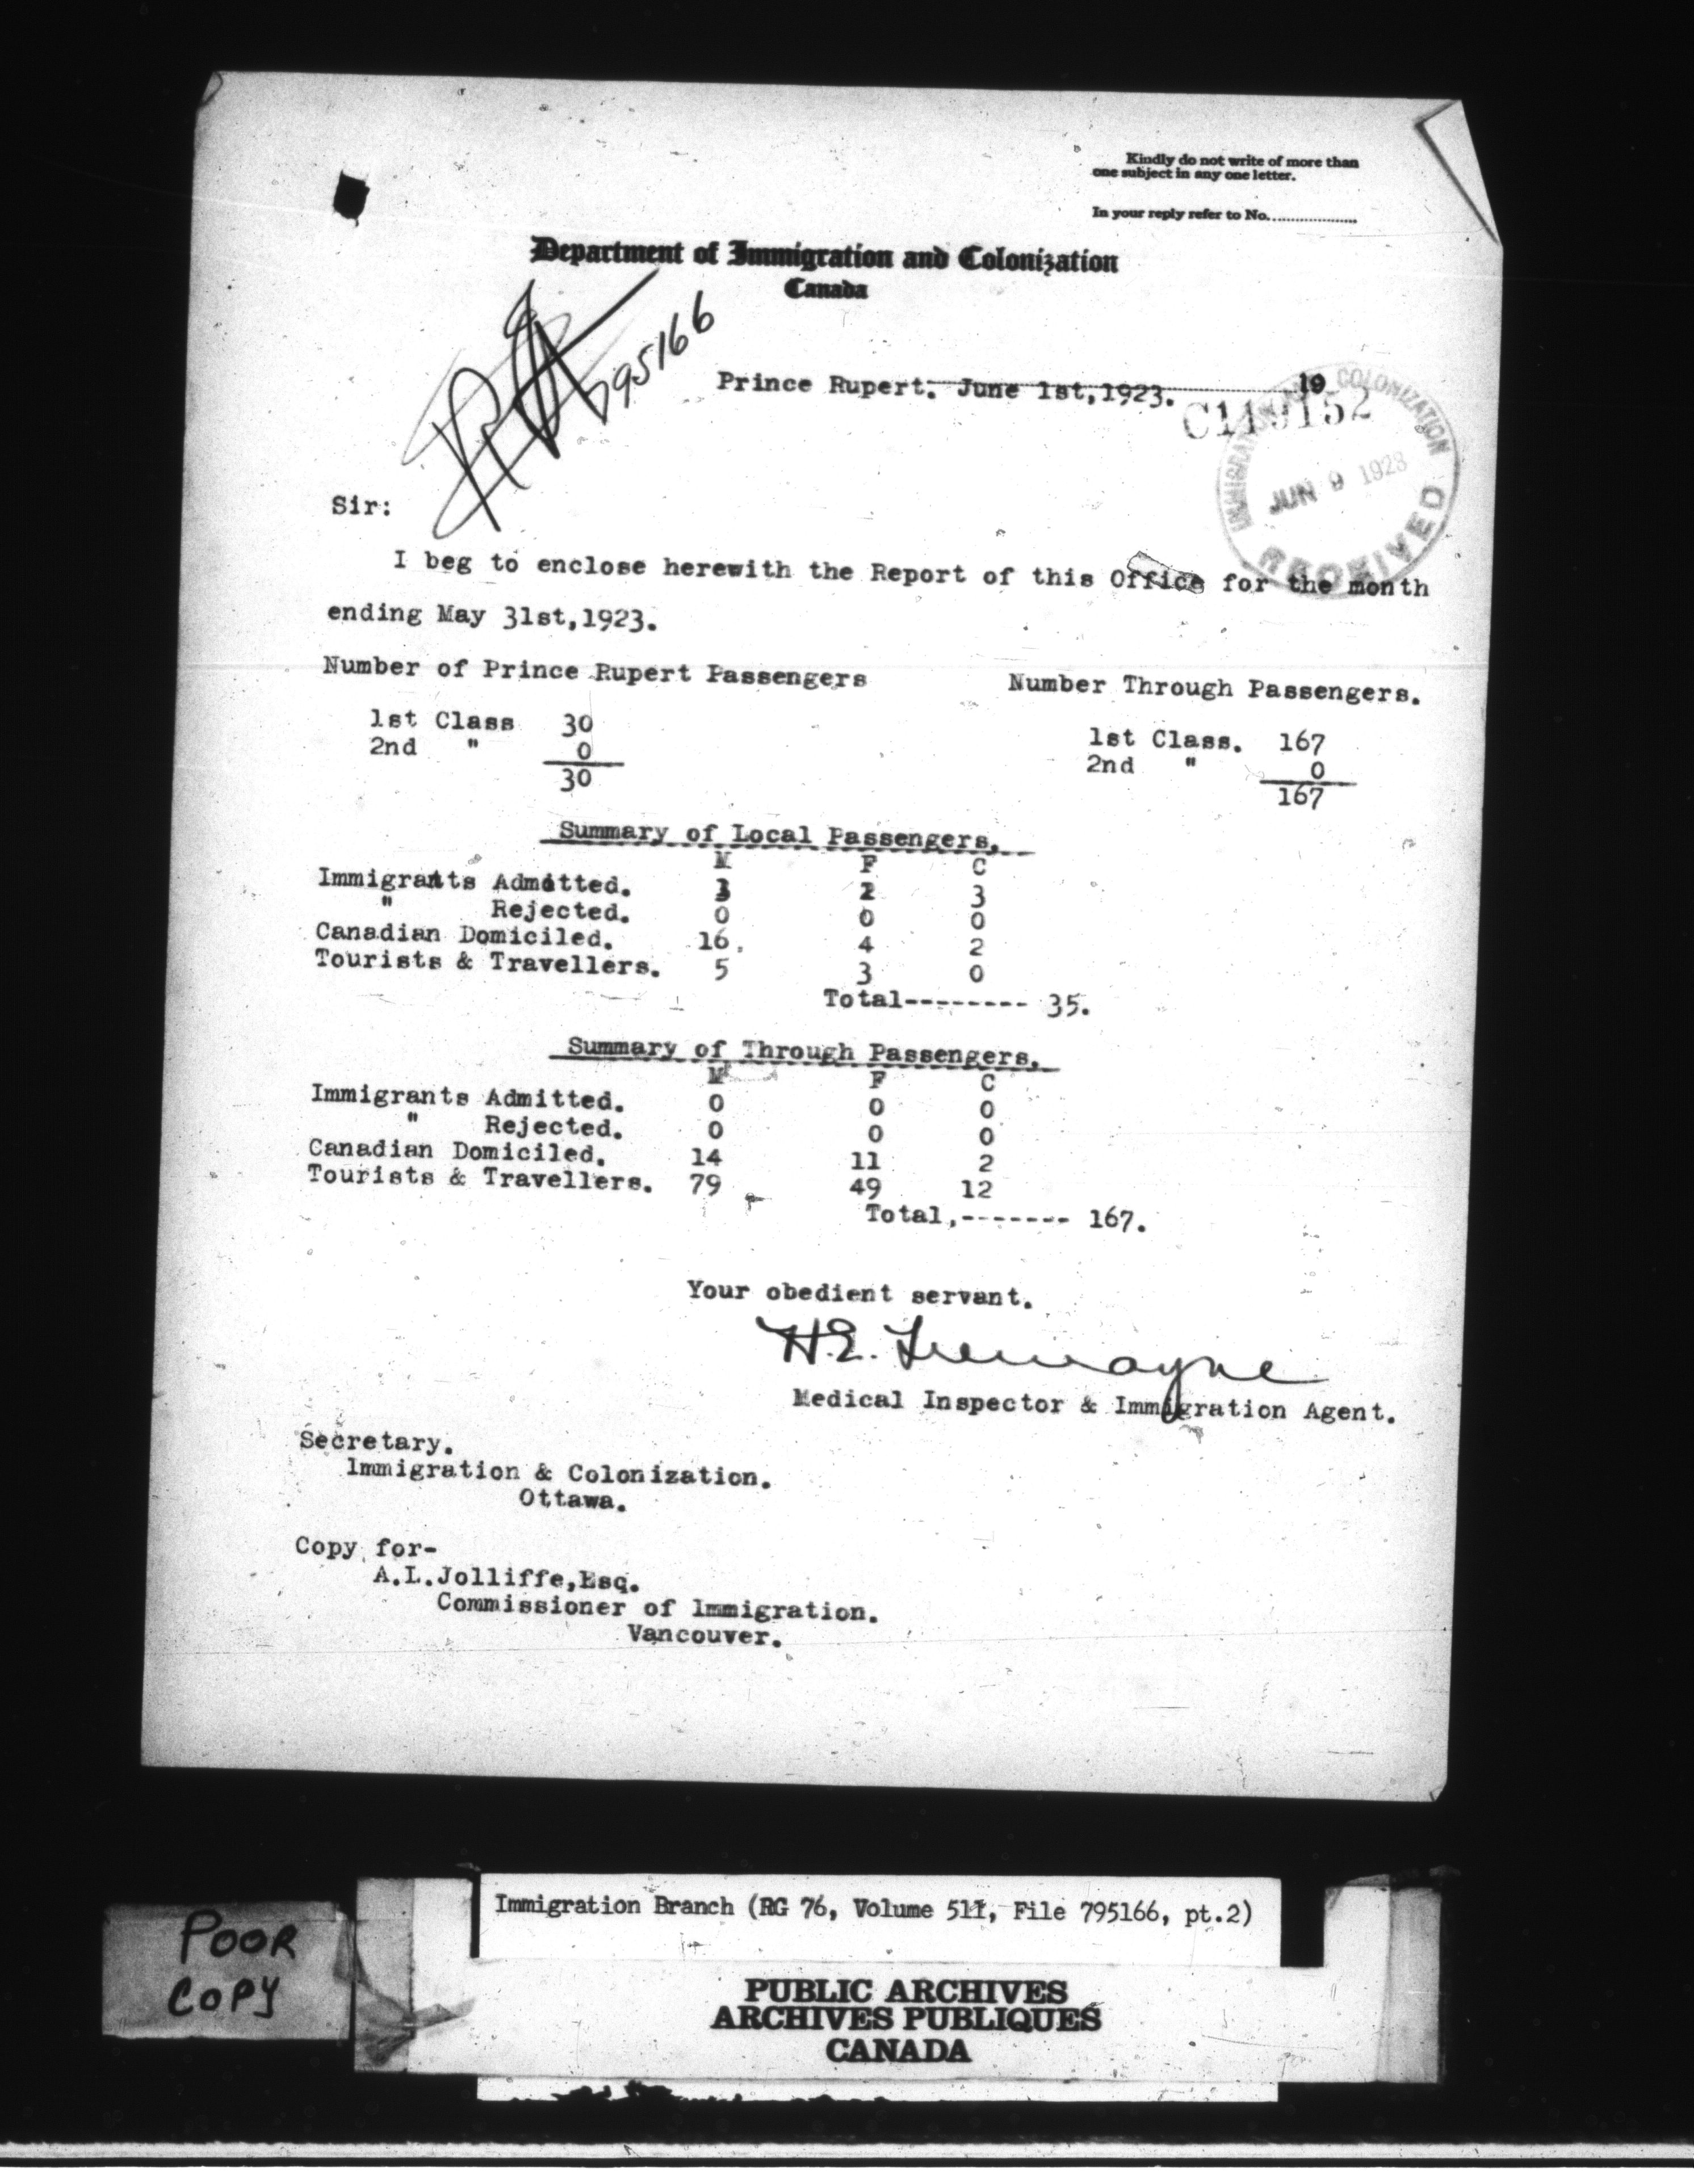 Kindly do not write of more than
one subject in any one letter.
In your reply refer to No....................
Department of Immigration and Colonization
Canada
795166
Prince Rupert. June 1st,1923. 19
C119152
IMMIGRATION AND COLONIZATION
JUN 9 1923
RECEIVED
Sir:
I beg to enclose herewith the Report of this Office for the month
ending May 31st,1923.
Number of Prince Rupert Passengers
1st Class 30
2nd " 0
30
Number Through Passengers.
1st Class. 167
2nd " 0
167
Summary of Local Passengers.
M F C
Immigrants Admitted. 3
" Rejected. 0 0 0
Canadian Domiciled. 16. 4 2
Tourists & Travellers. 5 3 0
Total-------- 35.
Summary of Through Passengers.
M F C
Immigrants Admitted. 0 0 0
" Rejected. 0 0 0
Canadian Domiciled. 14 11 2
Tourists & Travellers. 79 49 12
Total,------- 167.
Your obedient servant.
H.E. Tremayne
Medical Inspector & Immigration Agent.
Secretary.
Immigration & Colonization.
Ottawa.
Copy for-
A.L.Jolliffe,Esq.
Commissioner of Immigration.
Vancouver.
POOR
COPY
Immigration Branch (RG 76, Volume 511, File 795166, pt.2)
PUBLIC ARCHIVES
ARCHIVES PUBLIQUES
CANADA